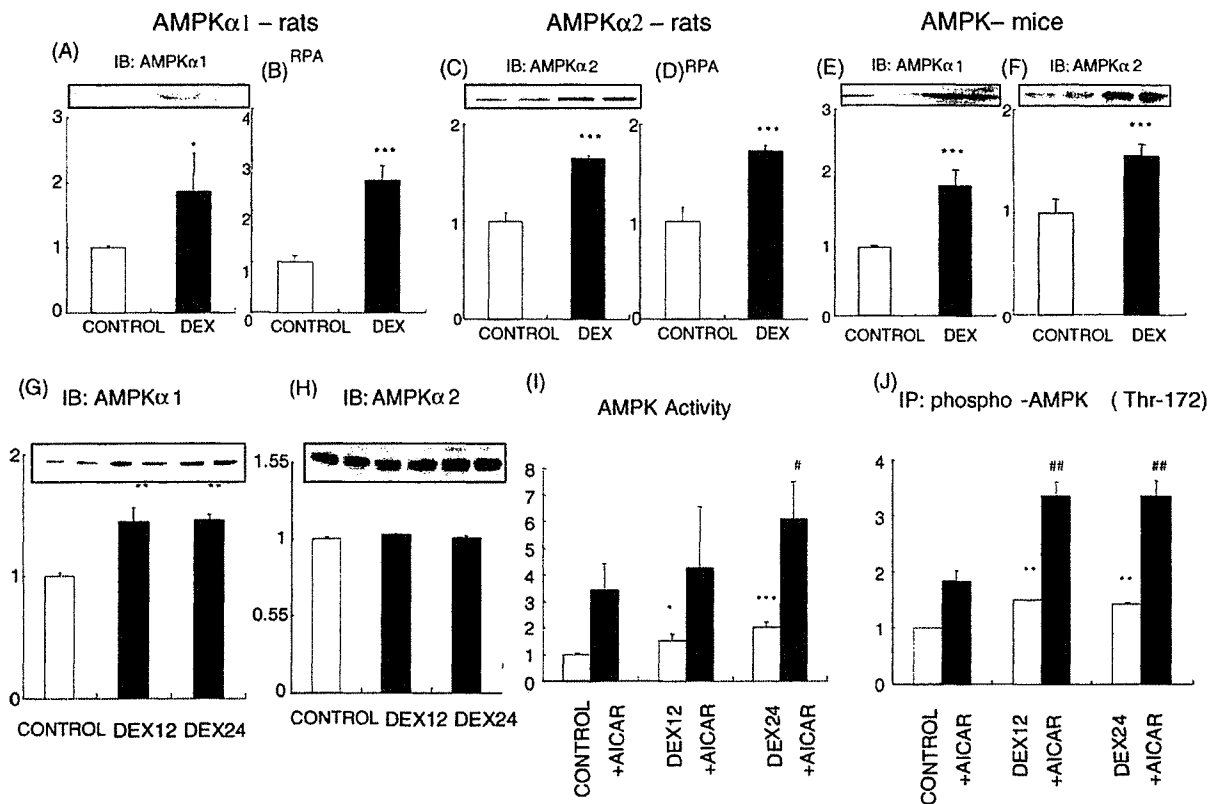 AMPKα1 – rats
AMPKα2 – rats
AMPK– mice
(A)
IB: AMPKα1
3
2
1
0
*
CONTROL DEX
(B) RPA
4
3
2
1
0
***
CONTROL DEX
(C)
IB: AMPKα2
2
1
0
***
CONTROL DEX
(D) RPA
2
1
0
***
CONTROL DEX
(E)
IB: AMPKα1
3
2
1
0
***
CONTROL DEX
(F)
IB: AMPKα2
2
1
0
***
CONTROL DEX
(G)
IB: AMPKα1
2
1
0
**
**
CONTROL DEX12 DEX24
(H)
IB: AMPKα2
1.55
1
0.55
0
CONTROL DEX12 DEX24
(I)
AMPK Activity
8
7
6
5
4
3
2
1
0
*
***
#
CONTROL
+AICAR
DEX12
+AICAR
DEX24
+AICAR
(J)
IP: phospho -AMPK ( Thr-172)
4
3
2
1
0
**
##
**
##
CONTROL
+AICAR
DEX12
+AICAR
DEX24
+AICAR